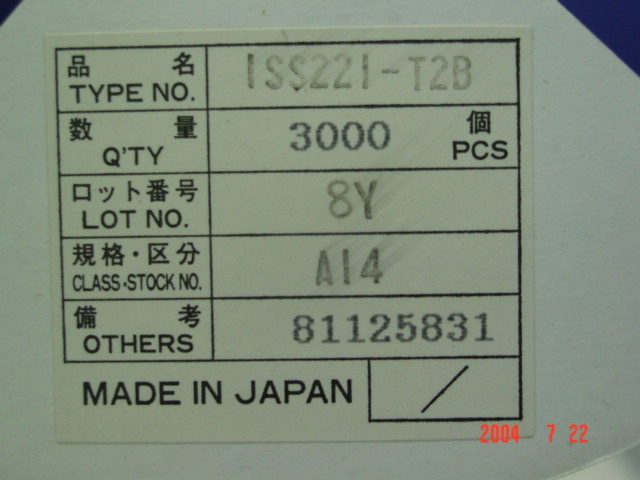 品 名 1SS221-T2B
TYPE NO.
数 量 3000 個
Q'TY PCS
ロット番号 8Y
LOT NO.
規格・区分 A14
CLASS・STOCK NO.
備 考 81125831
OTHERS
MADE IN JAPAN /
2004 7 22